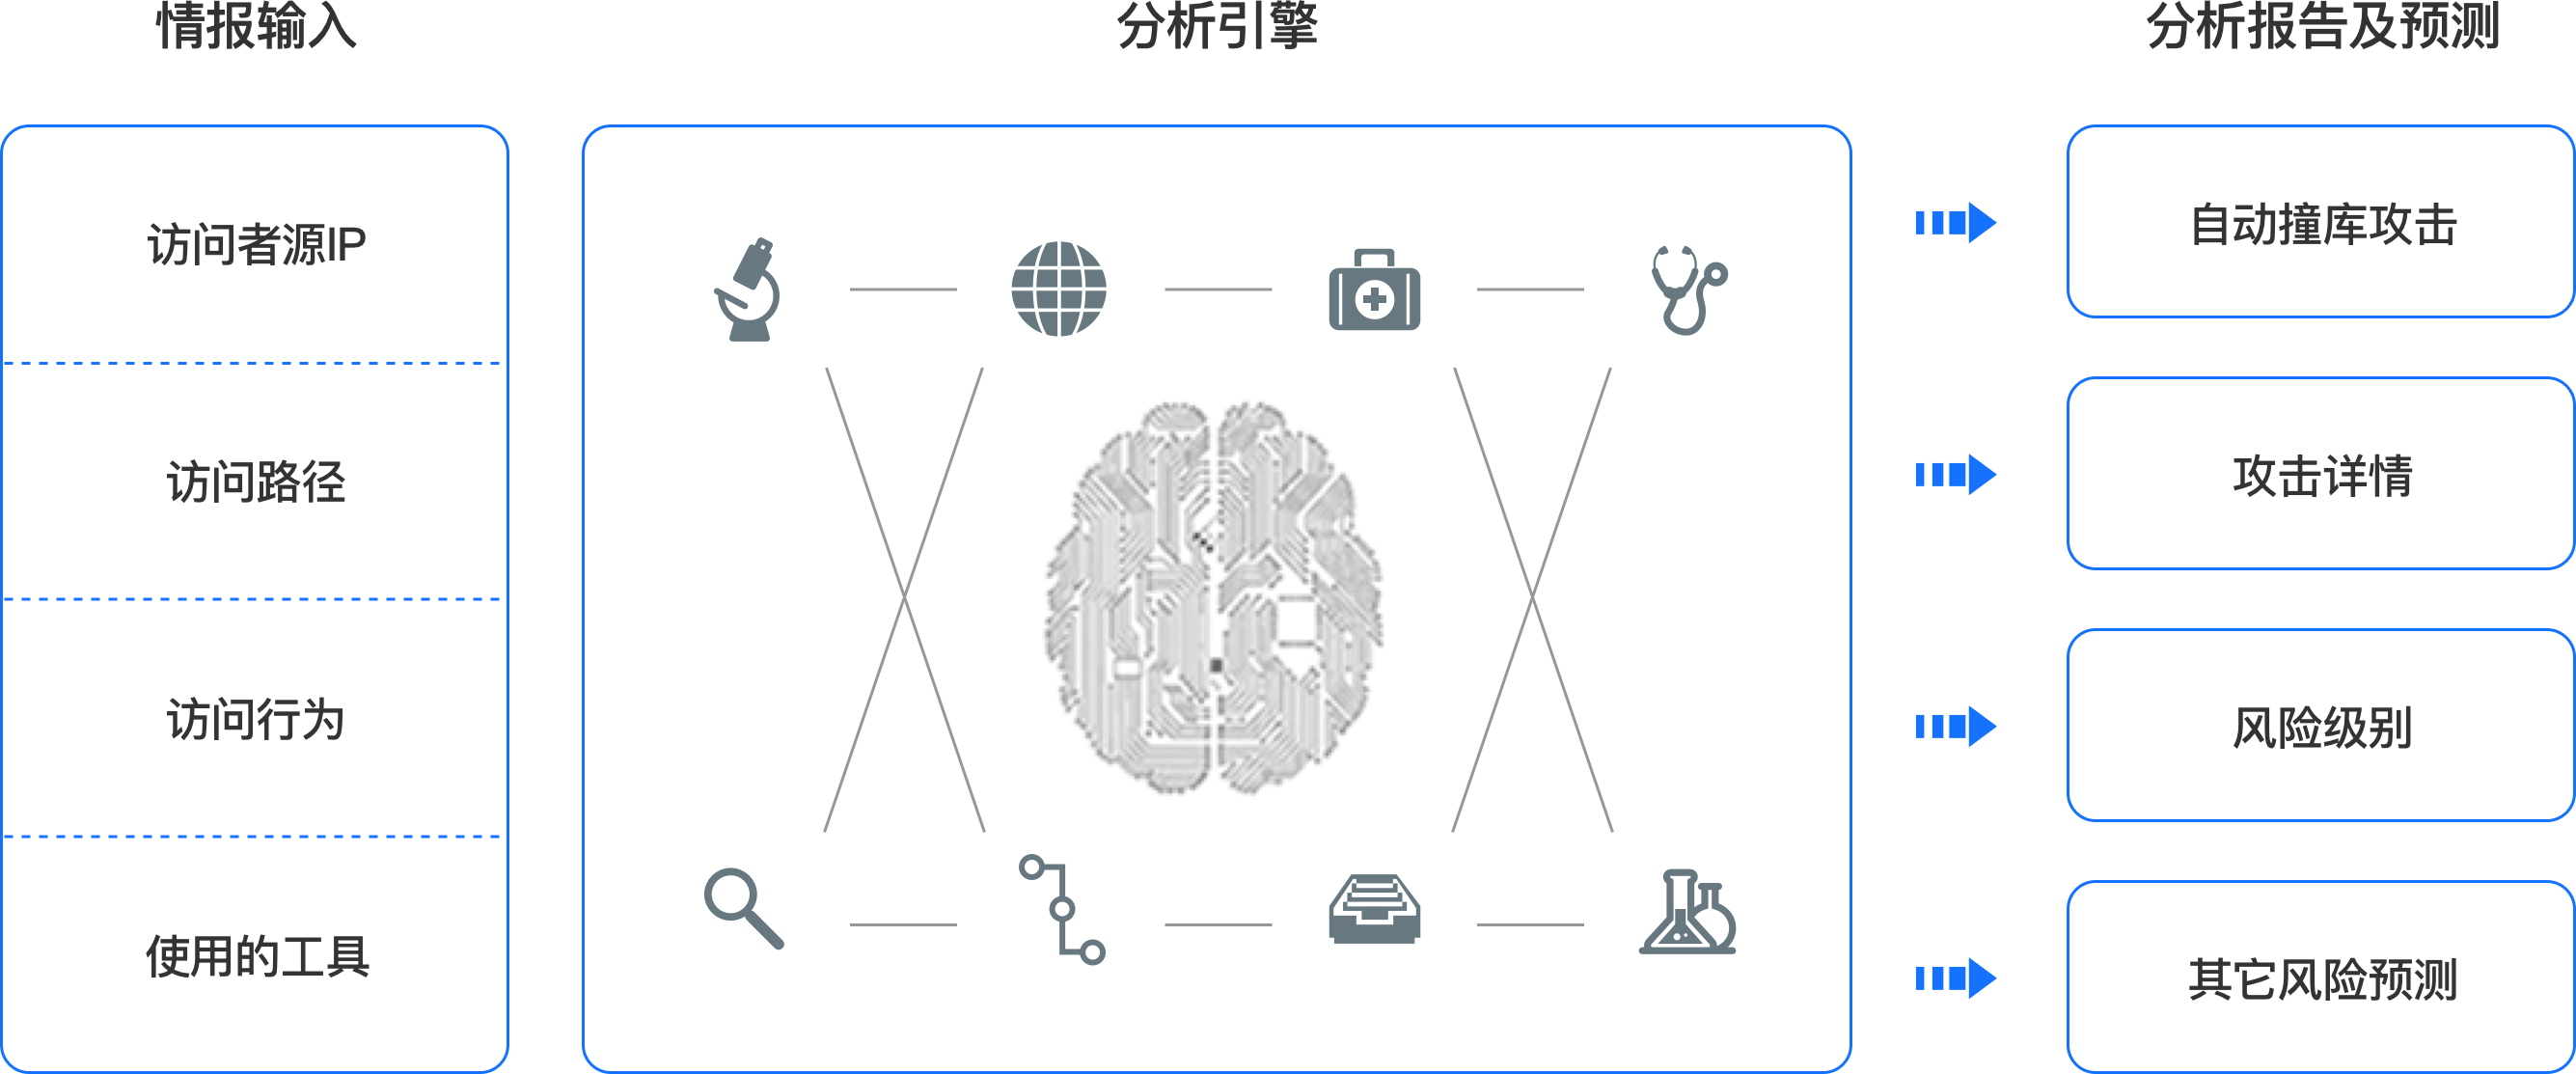 情报输入
分析引擎
分析报告及预测
访问者源IP
访问路径
访问行为
使用的工具
自动撞库攻击
攻击详情
风险级别
其它风险预测